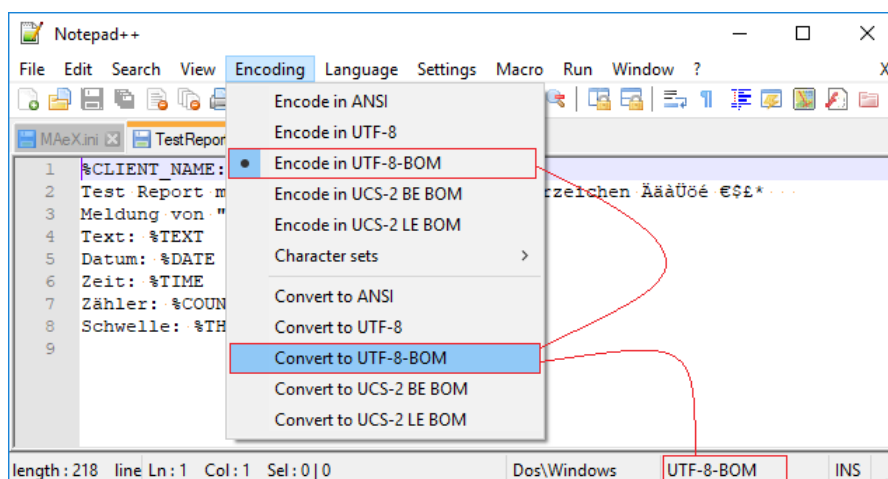 Notepad++
File Edit Search View Encoding Language Settings Macro Run Window ? X
MAeX.ini TestRepor
1 %CLIENT_NAME:
2 Test Report m rzeichen ÄäàÜöé €$£*
3 Meldung von "
4 Text: %TEXT
5 Datum: %DATE
6 Zeit: %TIME
7 Zähler: %COUN
8 Schwelle: %TH
9
Encode in ANSI
Encode in UTF-8
Encode in UTF-8-BOM
Encode in UCS-2 BE BOM
Encode in UCS-2 LE BOM
Character sets
Convert to ANSI
Convert to UTF-8
Convert to UTF-8-BOM
Convert to UCS-2 BE BOM
Convert to UCS-2 LE BOM
length : 218 line Ln : 1 Col : 1 Sel : 0 | 0 Dos\Windows UTF-8-BOM INS